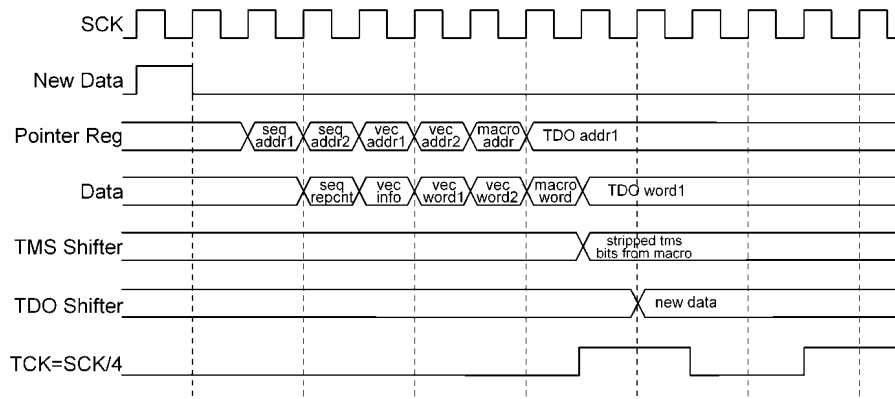 SCK
New Data
Pointer Reg
seq addr1
seq addr2
vec addr1
vec addr2
macro addr
TDO addr1
Data
seq repcnt
vec info
vec word1
vec word2
macro word
TDO word1
TMS Shifter
stripped tms
bits from macro
TDO Shifter
new data
TCK=SCK/4